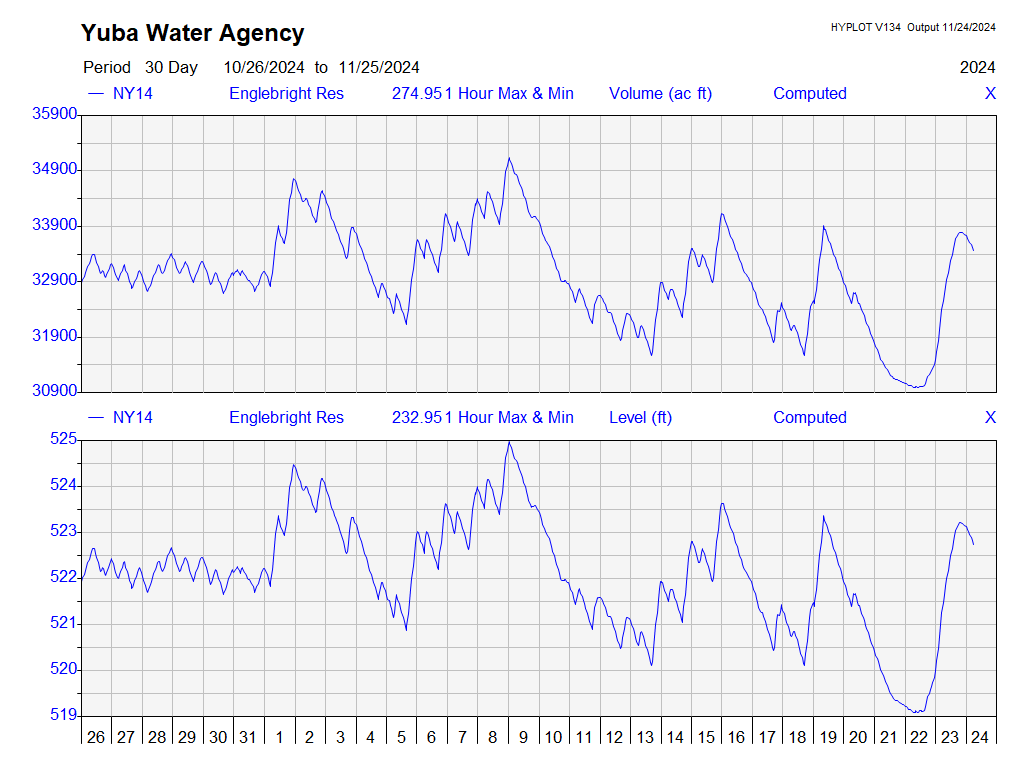 Yuba Water Agency
HYPLOT V134 Output 11/24/2024
Period 30 Day 10/26/2024 to 11/25/2024 2024
NY14 Englebright Res 274.951 Hour Max & Min Volume (ac ft) Computed X
35900
34900
33900
32900
31900
30900
NY14 Englebright Res 232.951 Hour Max & Min Level (ft) Computed X
525
524
523
522
521
520
519
26 27 28 29 30 31 1 2 3 4 5 6 7 8 9 10 11 12 13 14 15 16 17 18 19 20 21 22 23 24